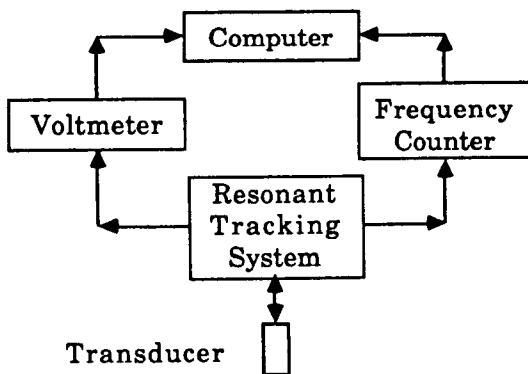 Computer
Voltmeter
Frequency
Counter
Resonant
Tracking
System
Transducer